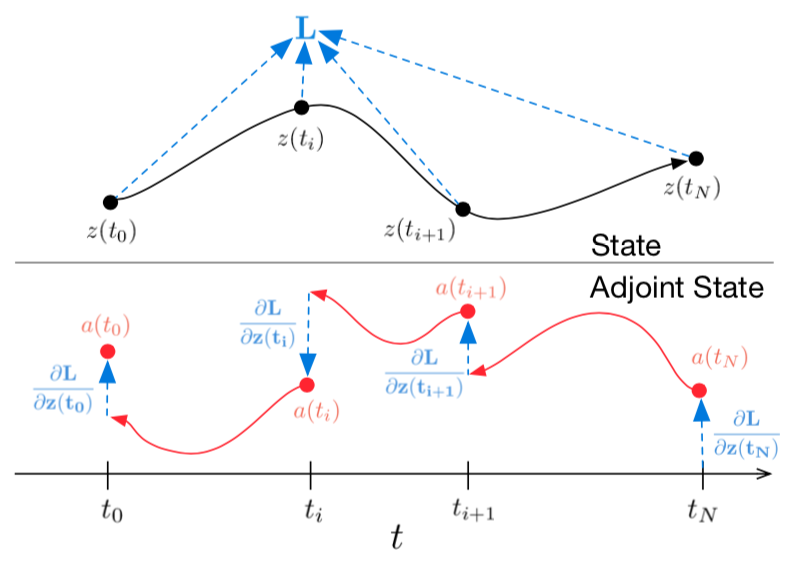 L
z(t_i)
z(t_N)
z(t_0)
z(t_{i+1})
State
Adjoint State
a(t_{i+1})
∂L/∂z(t_i)
a(t_0)
∂L/∂z(t_{i+1})
a(t_N)
∂L/∂z(t_0)
a(t_i)
∂L/∂z(t_N)
t_0
t_i
t_{i+1}
t_N
t